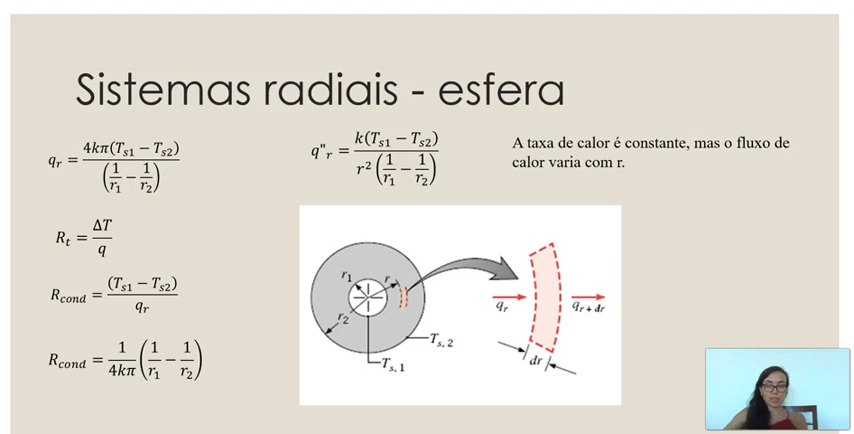 Sistemas radiais - esfera
q_r = 4kπ(T_s1 − T_s2) / (1/r_1 − 1/r_2)
q"_r = k(T_s1 − T_s2) / r^2 (1/r_1 − 1/r_2)
A taxa de calor é constante, mas o fluxo de
calor varia com r.
R_t = ΔT / q
R_cond = (T_s1 − T_s2) / q_r
R_cond = 1 / 4kπ (1/r_1 − 1/r_2)
r_1
r
r_2
T_s, 2
T_s, 1
q_r
q_r + dr
dr